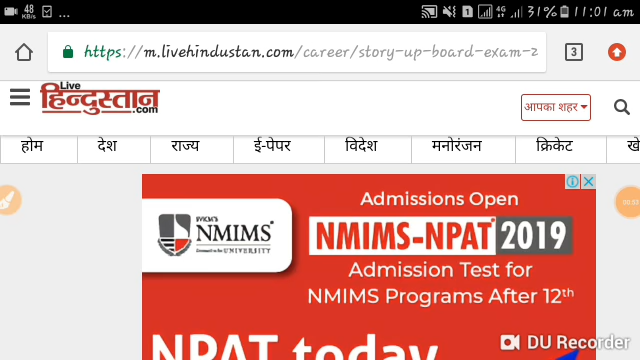 48 KB/s ... 4G 31% 11:01 am
https://m.livehindustan.com/career/story-up-board-exam-2 3
Live
हिन्दुस्तान
.com
आपका शहर
होम देश राज्य ई-पेपर विदेश मनोरंजन क्रिकेट खे
Admissions Open
SVKM'S
NMIMS
Deemed to be UNIVERSITY
NMIMS-NPAT 2019
Admission Test for
NMIMS Programs After 12th
NPAT today
DU Recorder